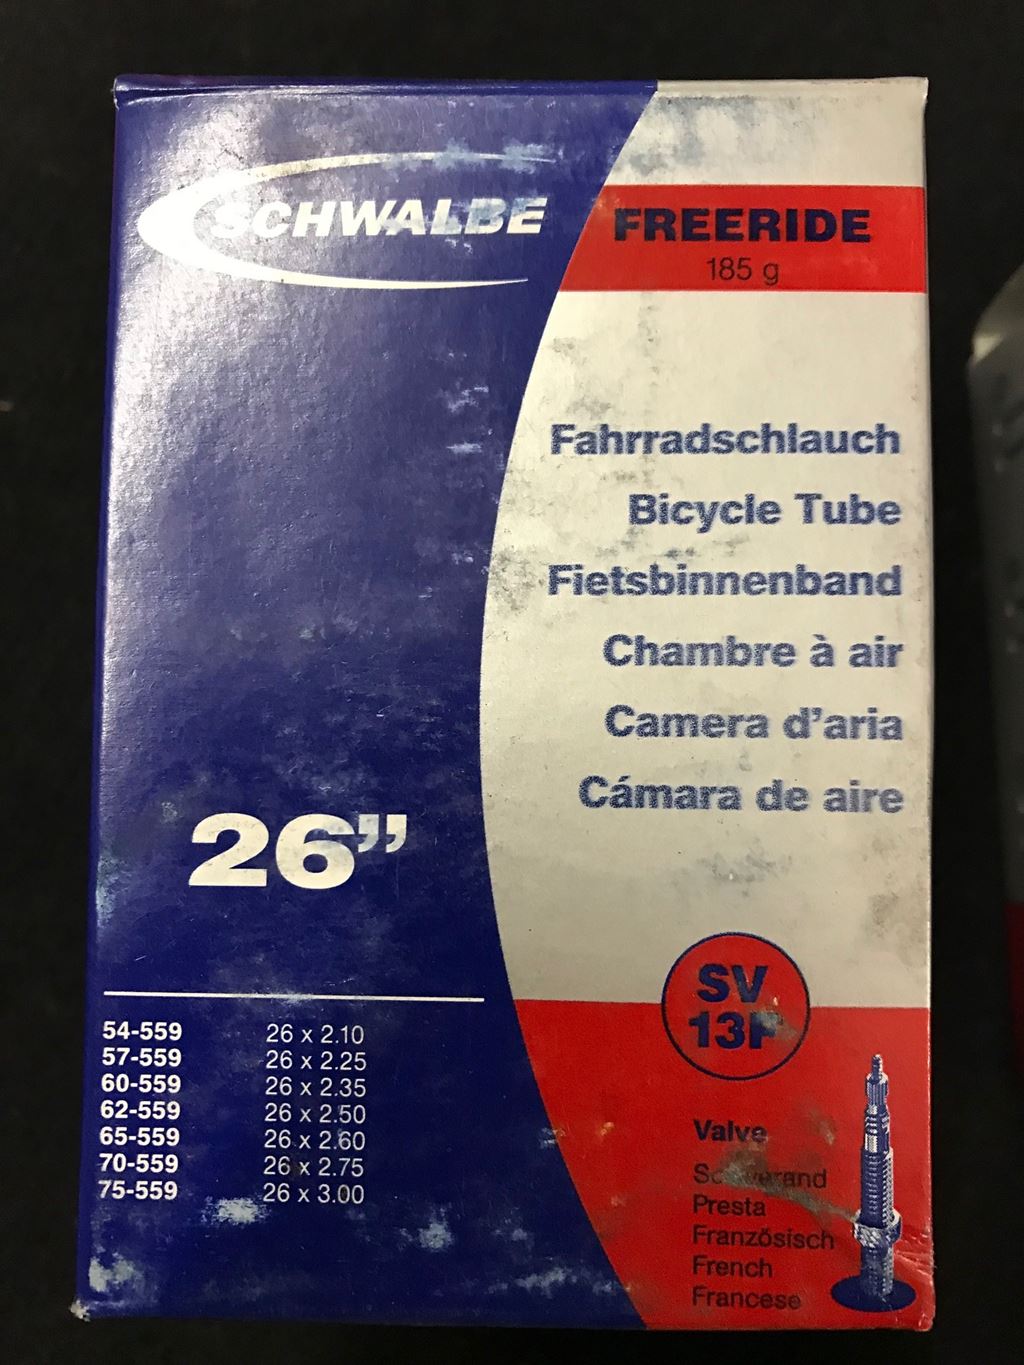 SCHWALBE
FREERIDE
185 g
Fahrradschlauch
Bicycle Tube
Fietsbinnenband
Chambre à air
Camera d'aria
Cámara de aire
26”
54-559 26 x 2.10
57-559 26 x 2.25
60-559 26 x 2.35
62-559 26 x 2.50
65-559 26 x 2.60
70-559 26 x 2.75
75-559 26 x 3.00
SV
13F
Valve
Presta
Französisch
French
Francese